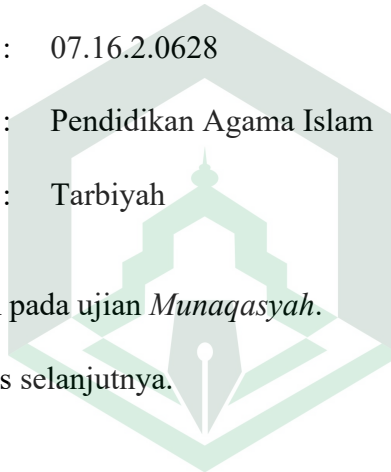 : 07.16.2.0628
: Pendidikan Agama Islam
: Tarbiyah
pada ujian Munaqasyah.
s selanjutnya.